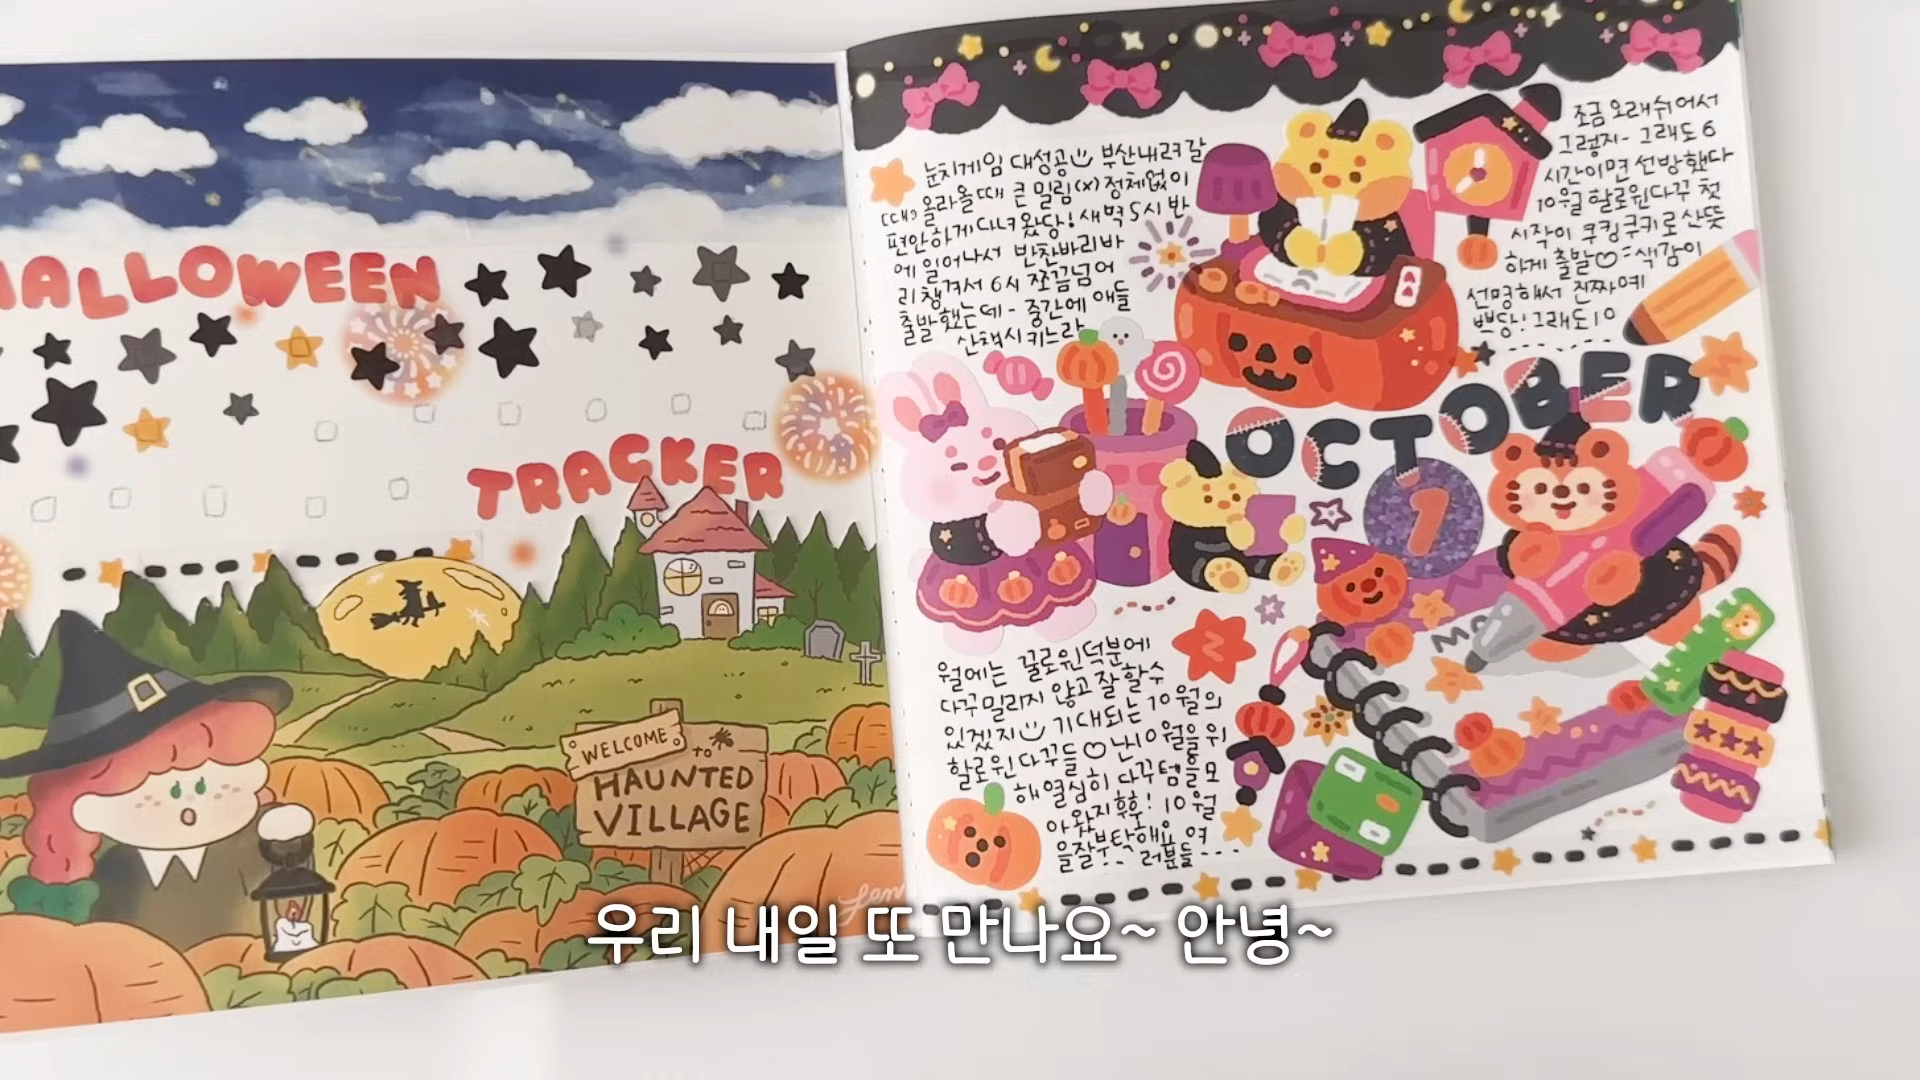 HALLOWEEN
TRACKER
WELCOME
to
HAUNTED
VILLAGE
눈치게임 대성공 부산내려갈
(때) 올라올때 큰 밀림(x) 정체없이
편안하게 다녀왔당! 새벽 5시 반
에 일어나서 반찬바리바
리 챙겨서 6시 쪼끔넘어
출발했는데- 중간에 애들
산책시키느라
조금 오래쉬어서
그렇지- 그래도 6
시간이면 선방했다
10월 할로윈다꾸 첫
시작이 쿠킹쿠키로 산뜻
하게 출발♡ 색감이
선명해서 진짜예
쁘당! 그래도 10
OCTOBER
1
2
월에는 꿀로윈덕분에
다꾸밀리지 않고 잘할수
있겠지 기대되는 10월의
할로윈다꾸들♡ 난 10월을 위
해 열심히 다꾸템들모
아왔지후훗! 10월
을잘부탁해요 여
러분들
우리 내일 또 만나요~ 안녕~